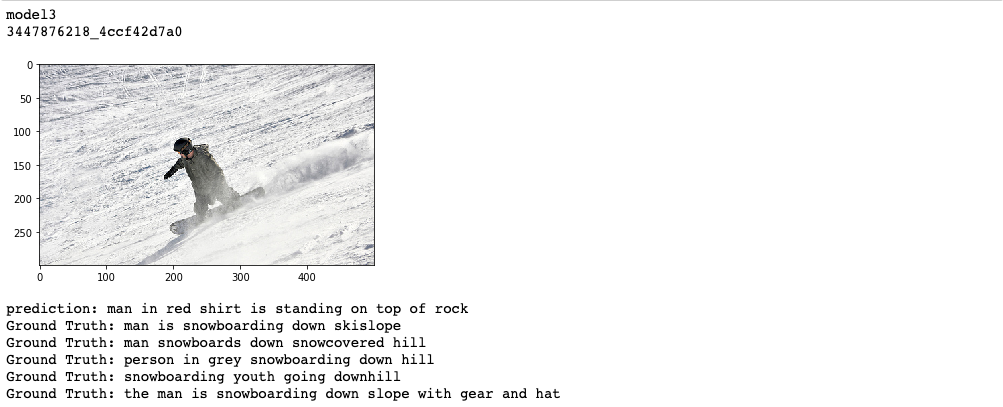 model3
3447876218_4ccf42d7a0
0
50
100
150
200
250
0 100 200 300 400
prediction: man in red shirt is standing on top of rock
Ground Truth: man is snowboarding down skislope
Ground Truth: man snowboards down snowcovered hill
Ground Truth: person in grey snowboarding down hill
Ground Truth: snowboarding youth going downhill
Ground Truth: the man is snowboarding down slope with gear and hat